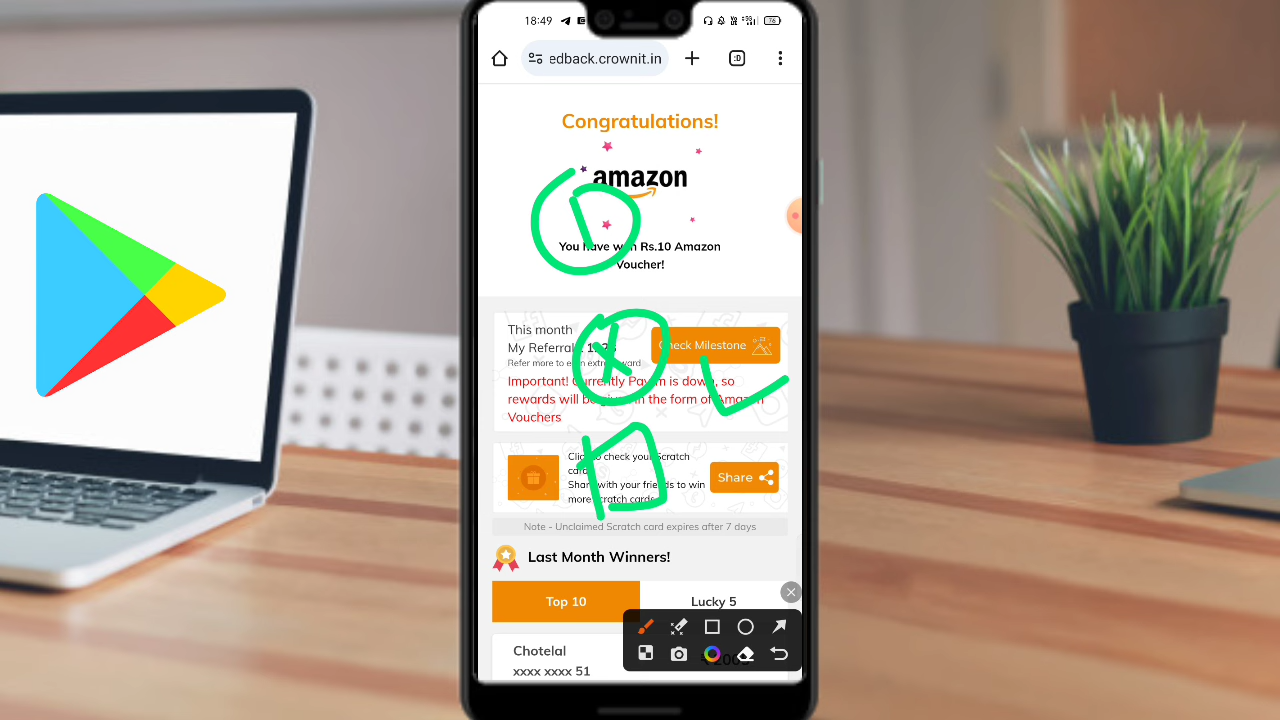 18:49
76
edback.crownit.in
:D
Congratulations!
amazon
You have won Rs.10 Amazon
Voucher!
This month
My Referrals
Check Milestone
Refer more to earn extra reward
Important! Currently Paytm is down, so
rewards will be given in the form of Amazon
Vouchers
Click to check your Scratch
card
Share with your friends to win
more scratch cards
Share
Note - Unclaimed Scratch card expires after 7 days
Last Month Winners!
Top 10
Lucky 5
Chotelal
xxxx xxxx 51